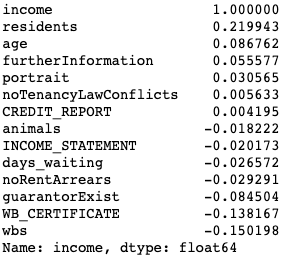 income 1.000000
residents 0.219943
age 0.086762
furtherInformation 0.055577
portrait 0.030565
noTenancyLawConflicts 0.005633
CREDIT_REPORT 0.004195
animals -0.018222
INCOME_STATEMENT -0.020173
days_waiting -0.026572
noRentArrears -0.029291
guarantorExist -0.084504
WB_CERTIFICATE -0.138167
wbs -0.150198
Name: income, dtype: float64